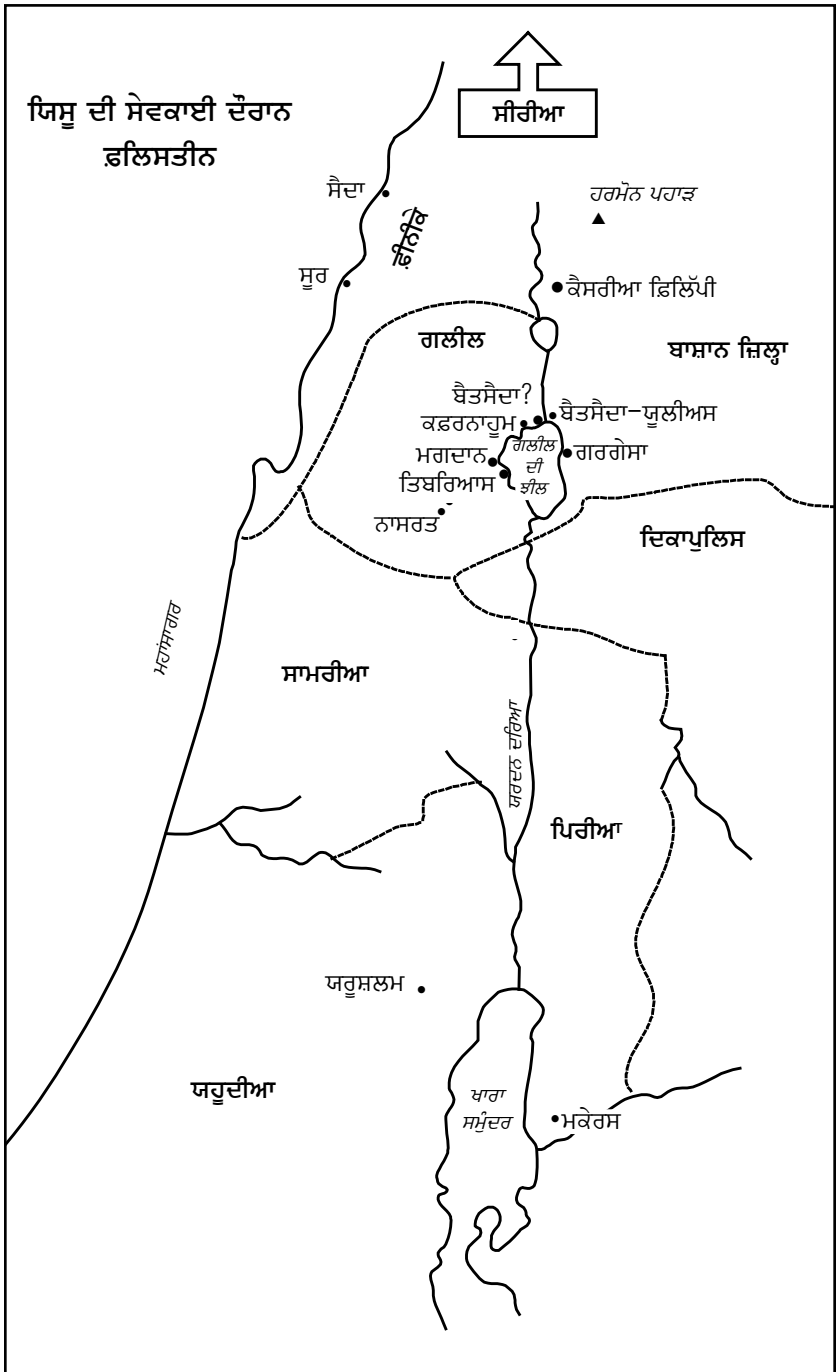 ਯਿਸੂ ਦੀ ਸੇਵਕਾਈ ਦੌਰਾਨ
ਫ਼ਲਿਸਤੀਨ
ਸੀਰੀਆ
ਸੈਦਾ
ਹਰਮੋਨ ਪਹਾੜ
ਫ਼ੀਨੀਕੇ
ਸੂਰ
ਕੈਸਰੀਆ ਫ਼ਿਲਿੱਪੀ
ਗਲੀਲ
ਬਾਸ਼ਾਨ ਜ਼ਿਲ੍ਹਾ
ਬੈਤਸੈਦਾ?
ਬੈਤਸੈਦਾ–ਯੂਲੀਅਸ
ਕਫ਼ਰਨਾਹੂਮ
ਗਲੀਲ
ਦੀ
ਝੀਲ
ਗਰਗੇਸਾ
ਮਗਦਾਨ
ਤਿਬਰਿਆਸ
ਨਾਸਰਤ
ਦਿਕਾਪੁਲਿਸ
ਮਹਾਂਸਾਗਰ
ਸਾਮਰੀਆ
ਯਰਦਨ ਦਰਿਆ
ਪਿਰੀਆ
ਯਰੂਸ਼ਲਮ
ਯਹੂਦੀਆ
ਖਾਰਾ
ਸਮੁੰਦਰ
ਮਕੇਰਸ